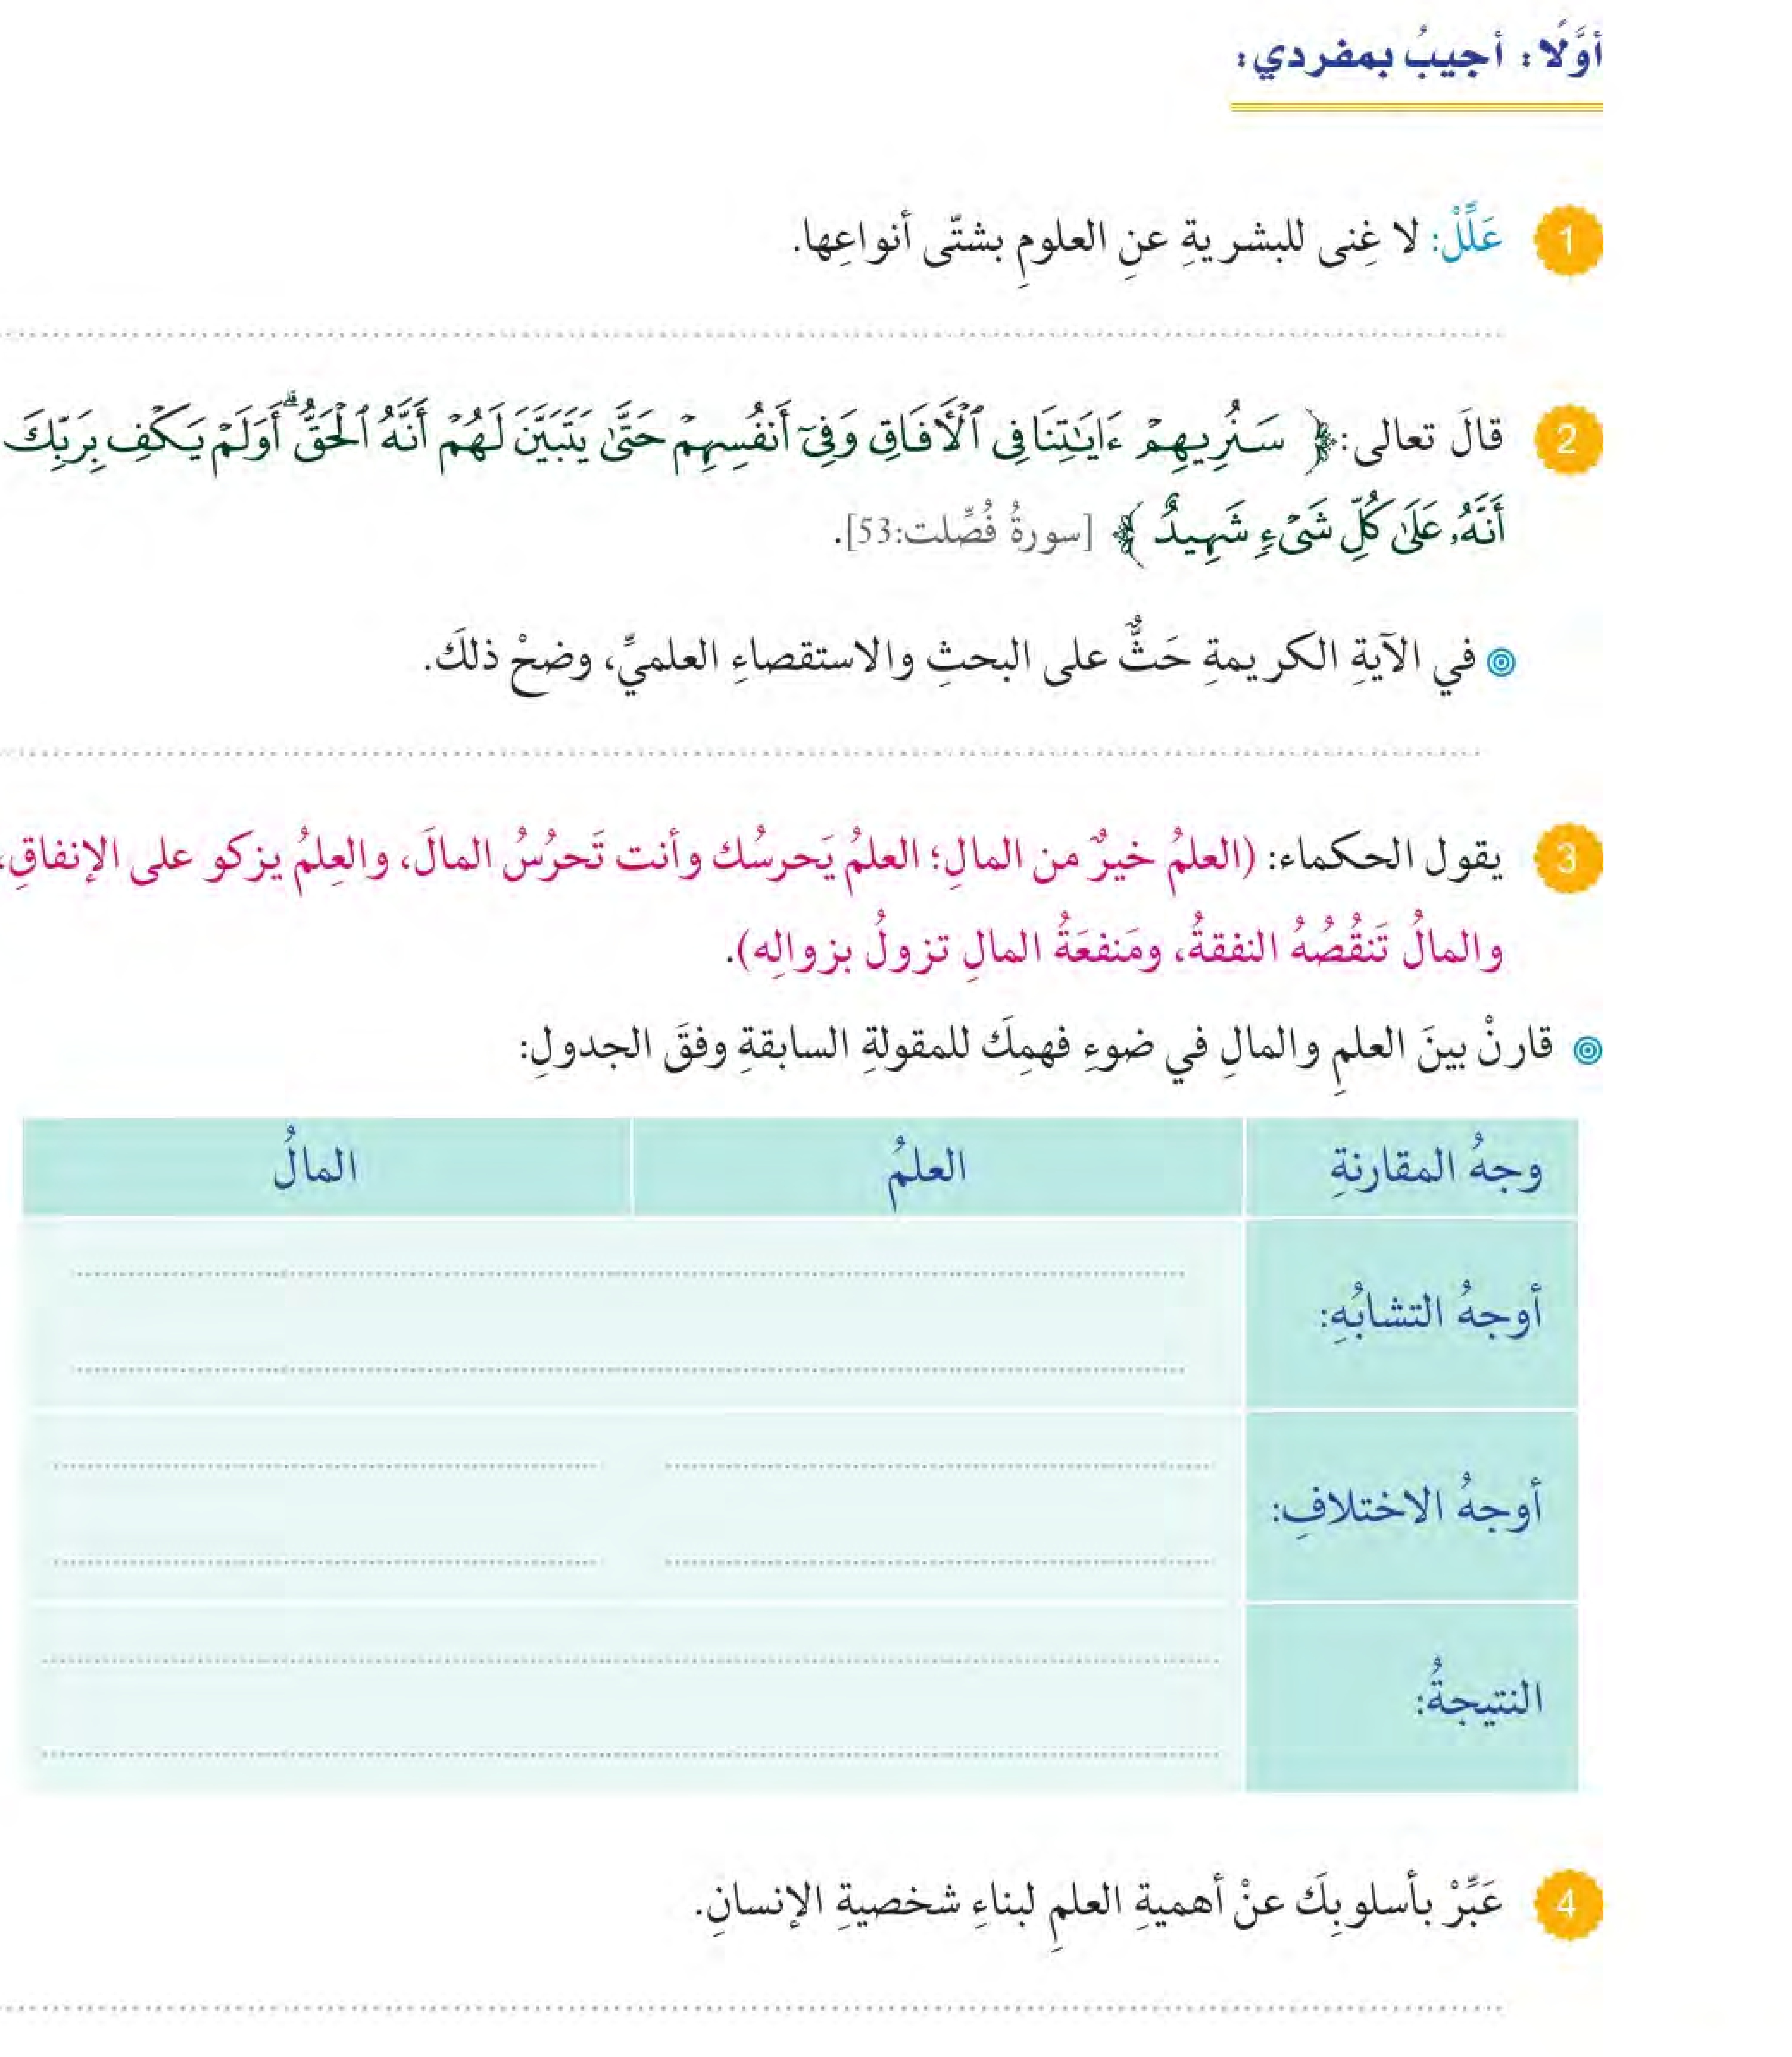 أوَّلًا: أجيبُ بمفردي:
1 عَلِّلْ: لا غِنى للبشريةِ عنِ العلومِ بشتّى أنواعِها.
2 قالَ تعالى: ﴿ سَنُرِيهِمْ ءَايَٰتِنَا فِى ٱلْأَفَاقِ وَفِىٓ أَنفُسِهِمْ حَتَّىٰ يَتَبَيَّنَ لَهُمْ أَنَّهُ ٱلْحَقُّ ۗ أَوَلَمْ يَكْفِ بِرَبِّكَ
أَنَّهُۥ عَلَىٰ كُلِّ شَىْءٍ شَهِيدٌ ﴾ [سورةُ فُصِّلت:53].
في الآيةِ الكريمةِ حَثٌّ على البحثِ والاستقصاءِ العلميِّ، وضحْ ذلكَ.
3 يقول الحكماء: (العلمُ خيرٌ من المالِ؛ العلمُ يَحرسُك وأنت تَحرُسُ المالَ، والعِلمُ يزكو على الإنفاقِ،
والمالُ تَنقُصُهُ النفقةُ، ومَنفعَةُ المالِ تزولُ بزوالِه).
قارنْ بينَ العلمِ والمالِ في ضوءِ فهمِكَ للمقولةِ السابقةِ وفقَ الجدولِ:
وجهُ المقارنةِ العلمُ المالُ
أوجهُ التشابُهِ:
أوجهُ الاختلافِ:
النتيجةُ:
4 عَبِّرْ بأسلوبِكَ عنْ أهميةِ العلمِ لبناءِ شخصيةِ الإنسانِ.